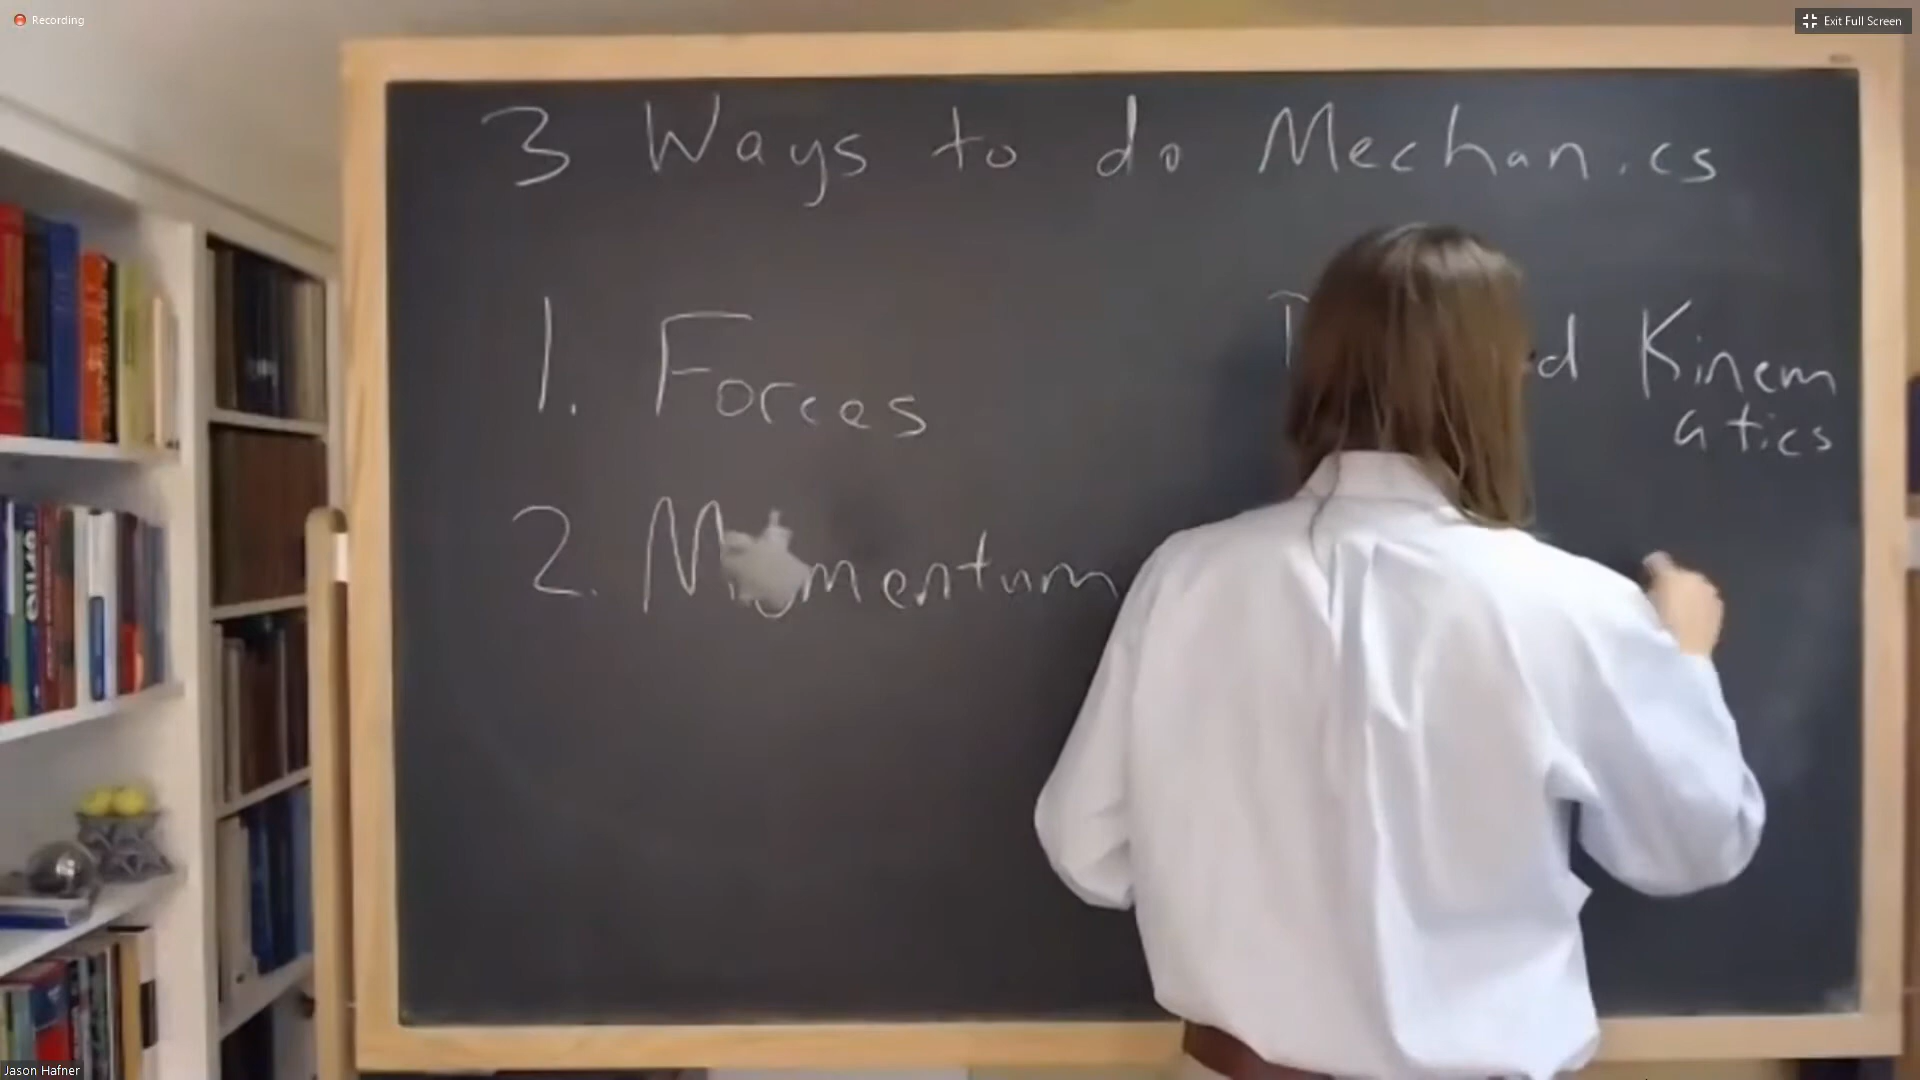 Recording
Exit Full Screen
3 Ways to do Mechanics
1. Forces
Kinem
atics
2. Momentum
Jason Hafner